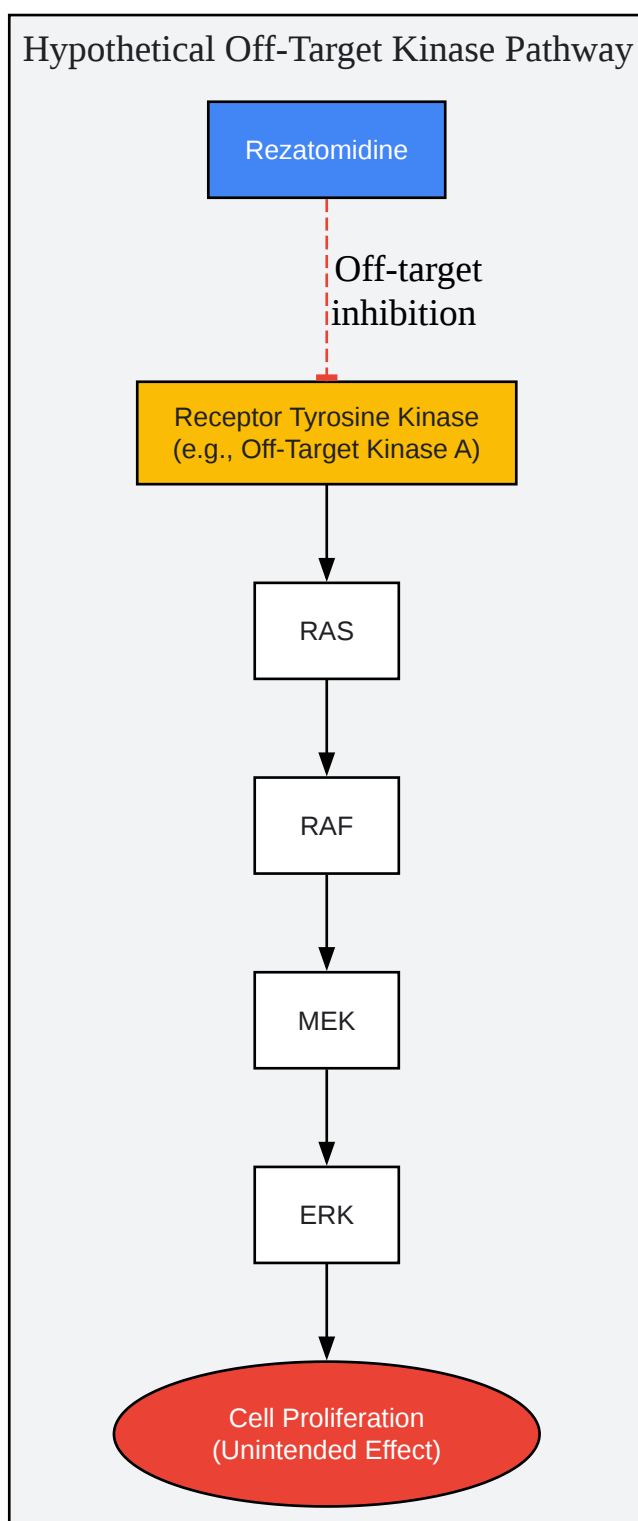 Hypothetical Off-Target Kinase Pathway
Rezatomidine
Off-target
inhibition
Receptor Tyrosine Kinase
(e.g., Off-Target Kinase A)
RAS
RAF
MEK
ERK
Cell Proliferation
(Unintended Effect)